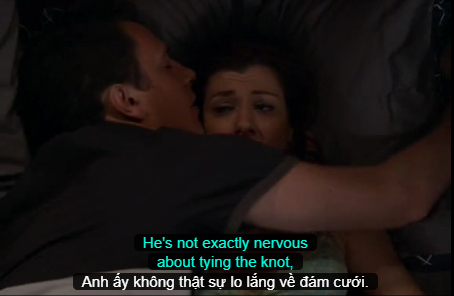 He's not exactly nervous
about tying the knot,
Anh ấy không thật sự lo lắng về đám cưới.